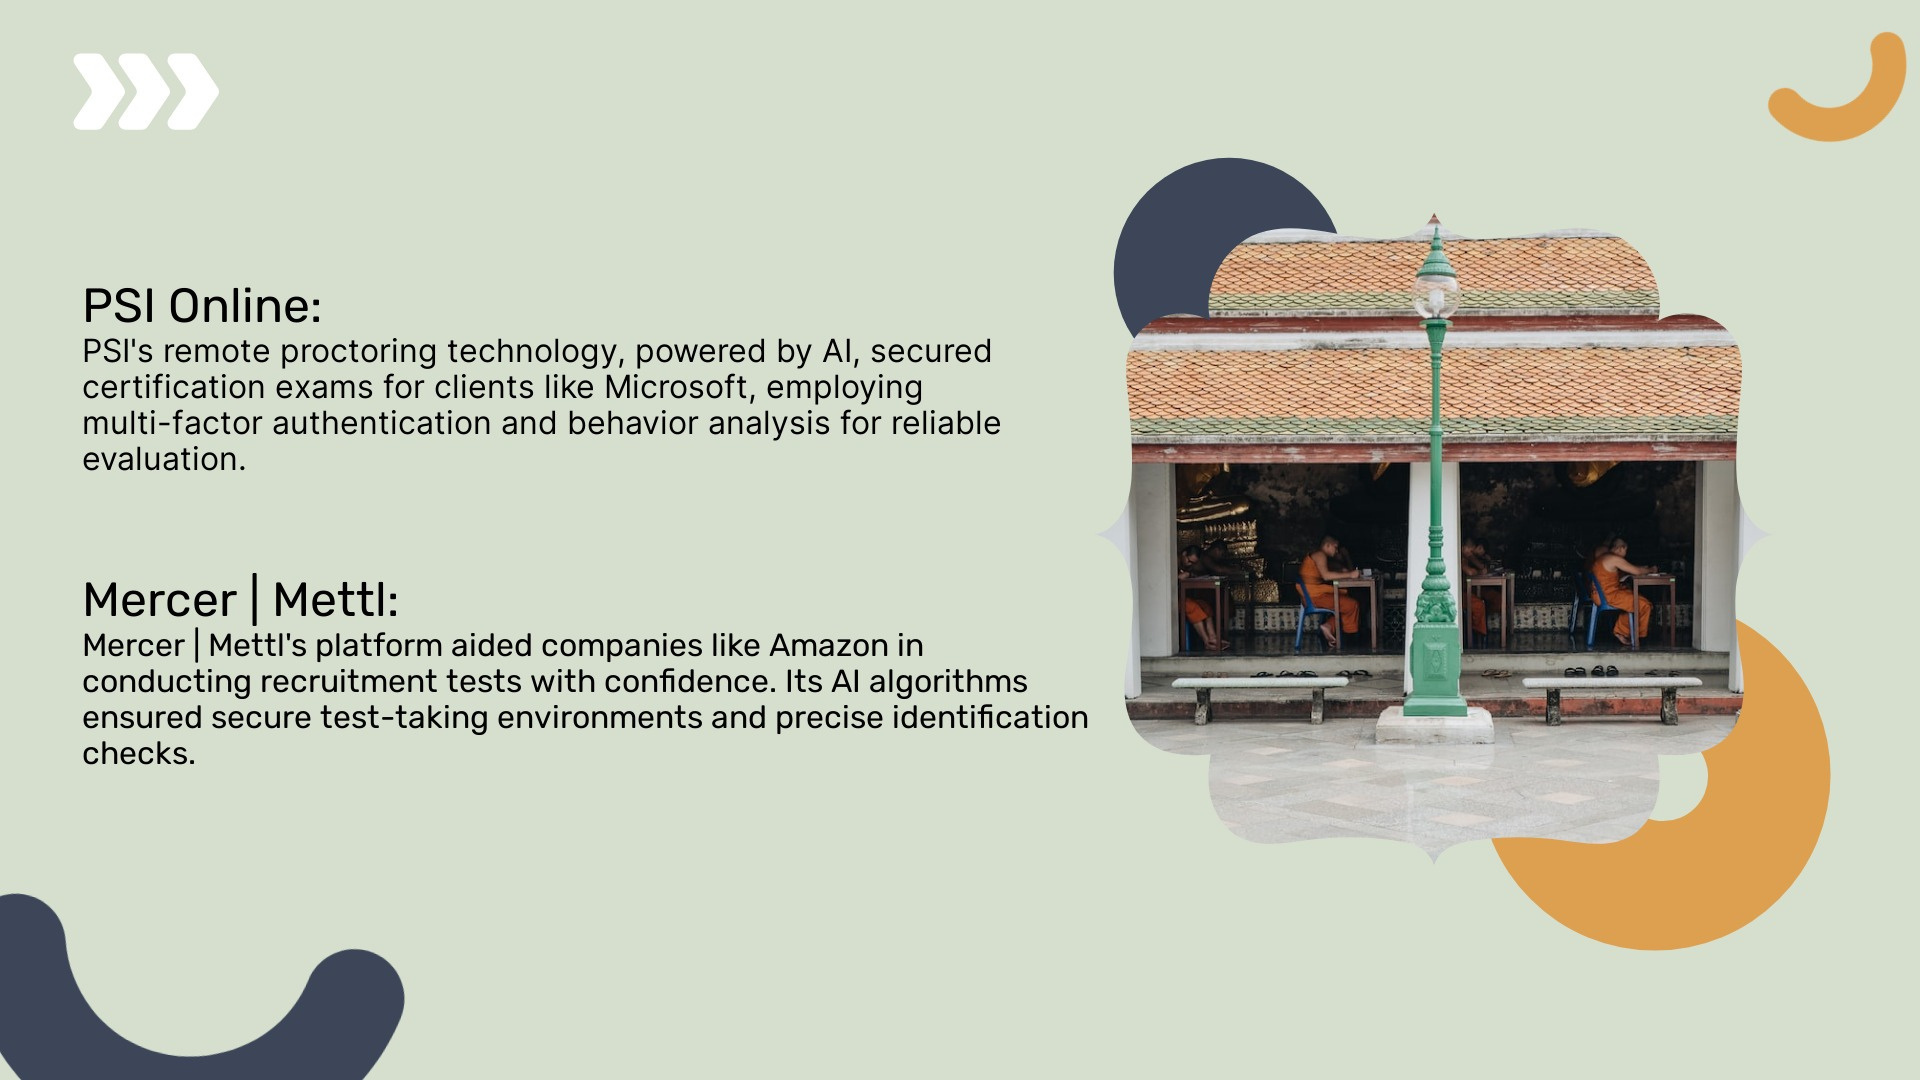 PSI Online:
PSI's remote proctoring technology, powered by AI, secured
certification exams for clients like Microsoft, employing
multi-factor authentication and behavior analysis for reliable
evaluation.
Mercer | Mettl:
Mercer | Mettl's platform aided companies like Amazon in
conducting recruitment tests with confidence. Its AI algorithms
ensured secure test-taking environments and precise identification
checks.